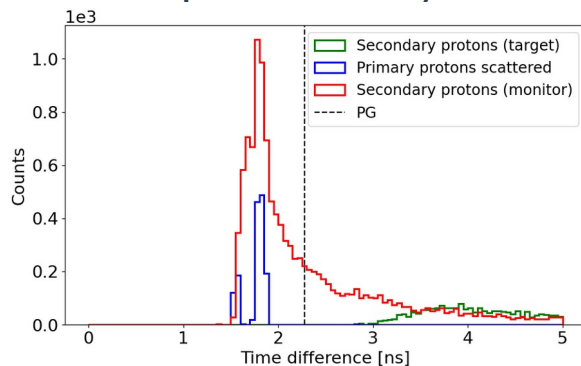 1e3
Secondary protons (target)
Primary protons scattered
Secondary protons (monitor)
PG
Counts
1.0
0.8
0.6
0.4
0.2
0.0
0 1 2 3 4 5
Time difference [ns]